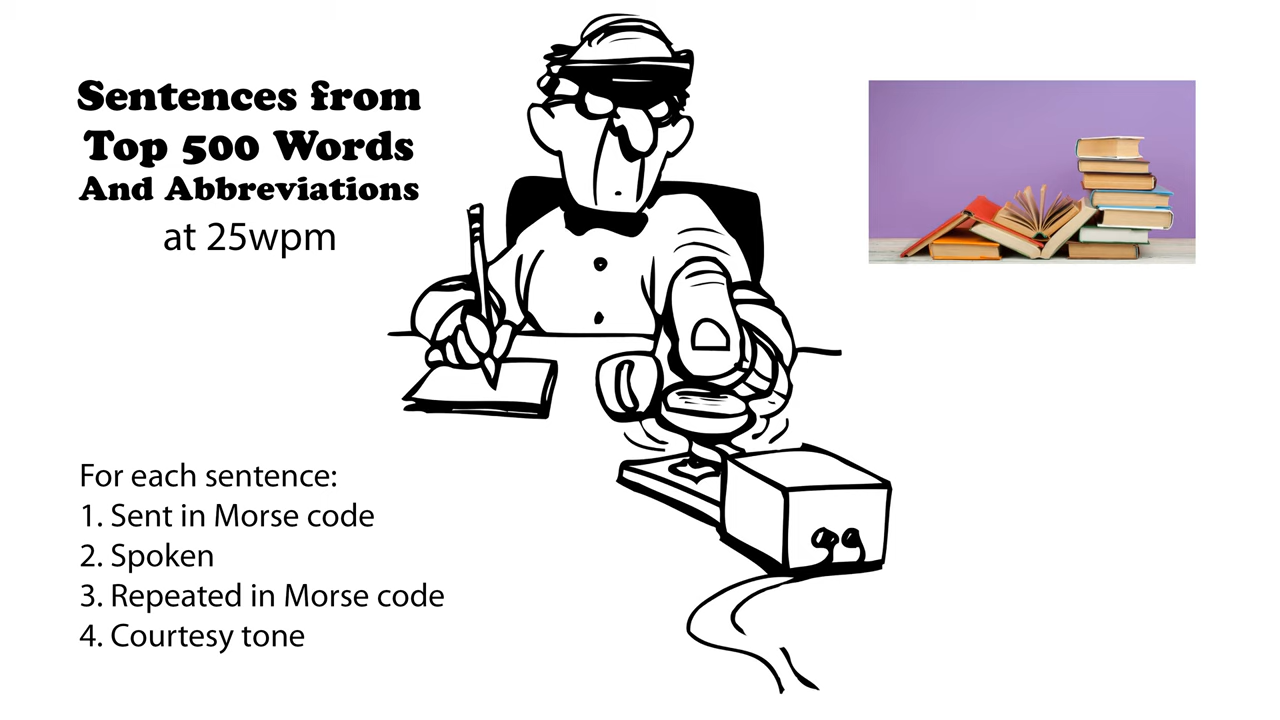 Sentences from
Top 500 Words
And Abbreviations
at 25wpm
For each sentence:
1. Sent in Morse code
2. Spoken
3. Repeated in Morse code
4. Courtesy tone